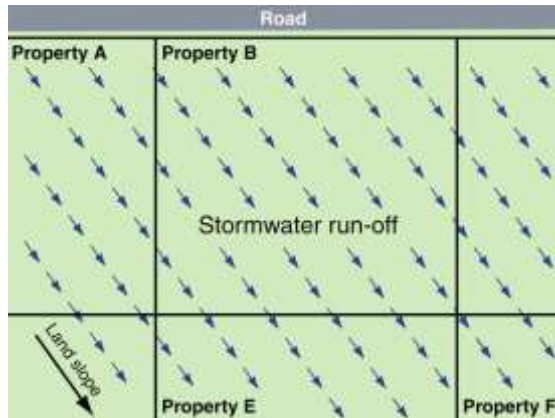 Road
Property A
Property B
Stormwater run-off
Land slope
Property E
Property F